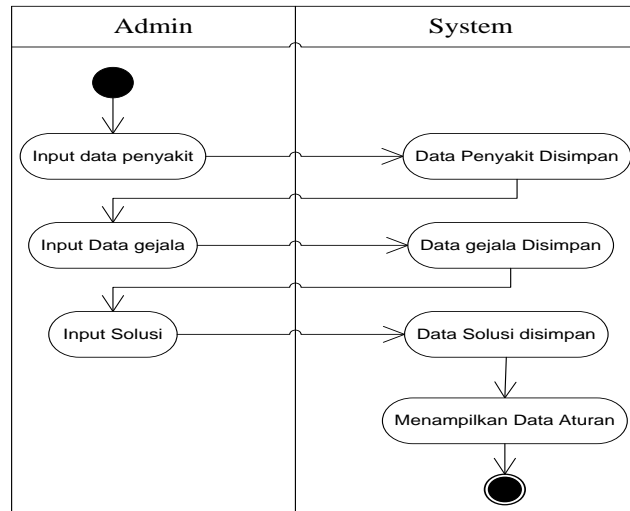 Admin
System
Input data penyakit
Data Penyakit Disimpan
Input Data gejala
Data gejala Disimpan
Input Solusi
Data Solusi disimpan
Menampilkan Data Aturan